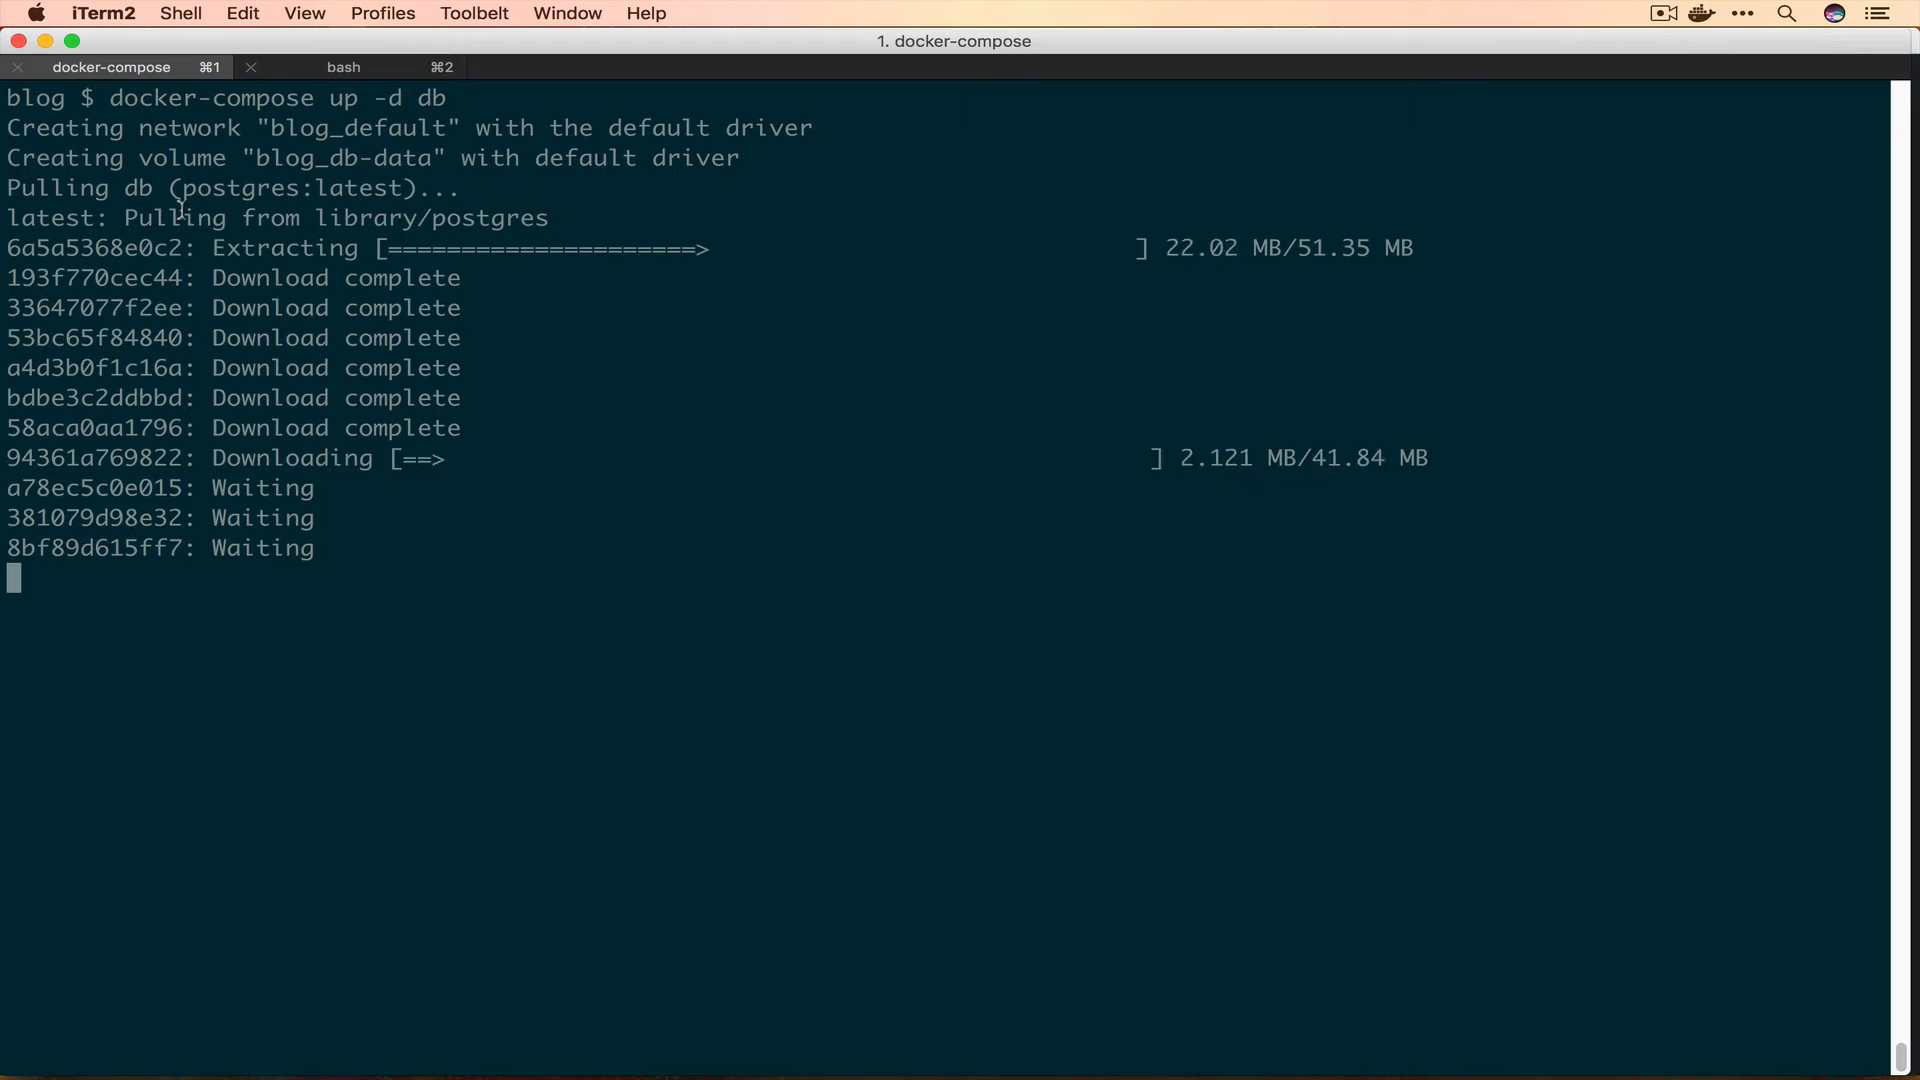 iTerm2 Shell Edit View Profiles Toolbelt Window Help
1. docker-compose
docker-compose ⌘1 bash ⌘2
blog $ docker-compose up -d db
Creating network "blog_default" with the default driver
Creating volume "blog_db-data" with default driver
Pulling db (postgres:latest)...
latest: Pulling from library/postgres
6a5a5368e0c2: Extracting [=====================>                             ] 22.02 MB/51.35 MB
193f770cec44: Download complete
33647077f2ee: Download complete
53bc65f84840: Download complete
a4d3b0f1c16a: Download complete
bdbe3c2ddbbd: Download complete
58aca0aa1796: Download complete
94361a769822: Downloading [==>                                                ] 2.121 MB/41.84 MB
a78ec5c0e015: Waiting
381079d98e32: Waiting
8bf89d615ff7: Waiting